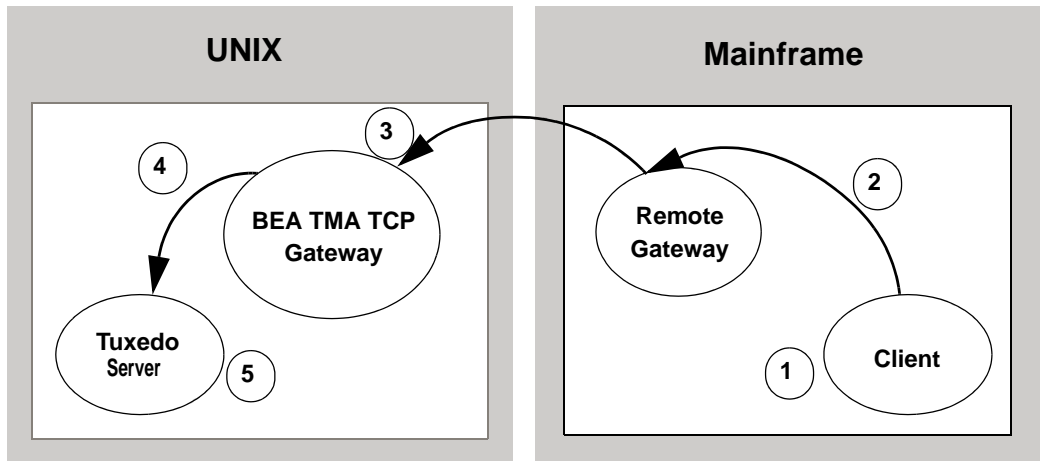 UNIX
Mainframe
3
4
2
BEA TMA TCP
Gateway
Remote
Gateway
Tuxedo
Server
5
1
Client